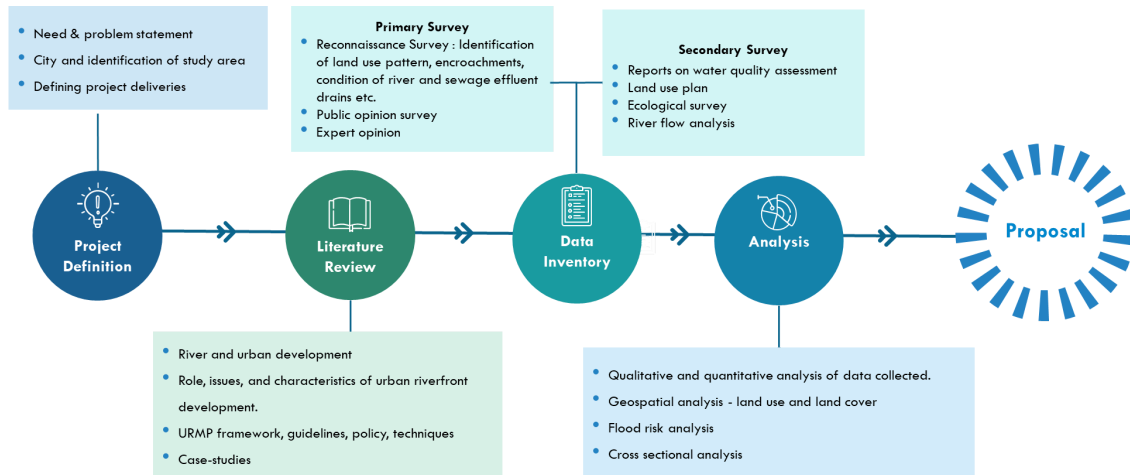 Need & problem statement
City and identification of study area
Defining project deliveries
Primary Survey
Reconnaissance Survey : Identification
of land use pattern, encroachments,
condition of river and sewage effluent
drains etc.
Public opinion survey
Expert opinion
Secondary Survey
Reports on water quality assessment
Land use plan
Ecological survey
River flow analysis
Project
Definition
Literature
Review
Data
Inventory
Analysis
Proposal
River and urban development
Role, issues, and characteristics of urban riverfront
development.
URMP framework, guidelines, policy, techniques
Case-studies
Qualitative and quantitative analysis of data collected.
Geospatial analysis - land use and land cover
Flood risk analysis
Cross sectional analysis